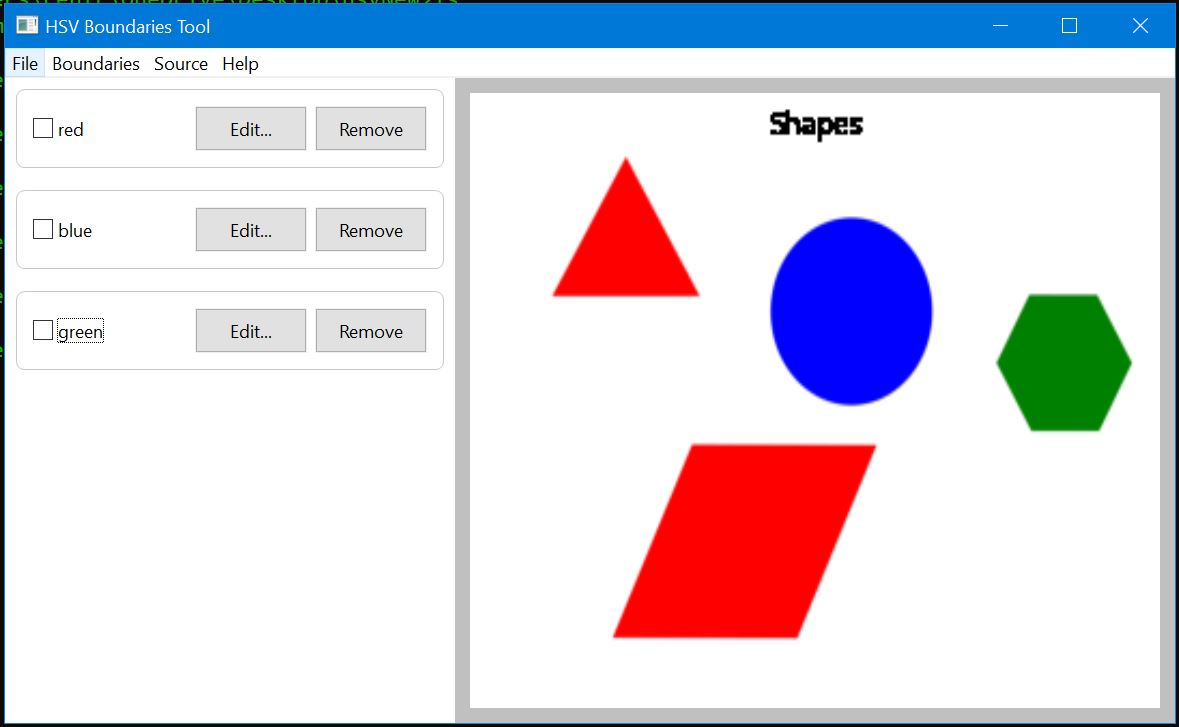 HSV Boundaries Tool
File Boundaries Source Help
red Edit... Remove
blue Edit... Remove
green Edit... Remove
Shapes